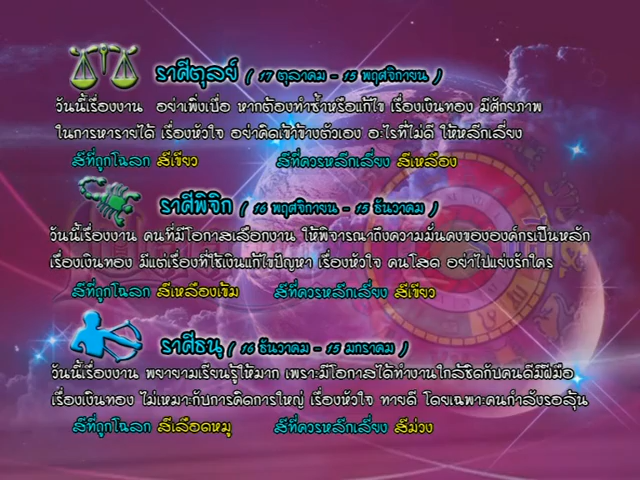 ราศีตุลย์ ( 17 ตุลาคม - 15 พฤศจิกายน )
วันนี้เรื่องงาน อย่าเพิ่งเบื่อ หากต้องทำซ้ำหรือแก้ไข เรื่องเงินทอง มีศักยภาพ
ในการหารายได้ เรื่องหัวใจ อย่าคิดเข้าข้างตัวเอง อะไรที่ไม่ดี ให้หลีกเลี่ยง
สีที่ถูกโฉลก สีเขียว สีที่ควรหลีกเลี่ยง สีเหลือง
ราศีพิจิก ( 16 พฤศจิกายน - 15 ธันวาคม )
วันนี้เรื่องงาน คนที่มีโอกาสเลือกงาน ให้พิจารณาถึงความมั่นคงขององค์กรเป็นหลัก
เรื่องเงินทอง มีแต่เรื่องที่ใช้เงินแก้ไขปัญหา เรื่องหัวใจ คนโสด อย่าไปแย่งรักใคร
สีที่ถูกโฉลก สีเหลืองเข้ม สีที่ควรหลีกเลี่ยง สีเขียว
ราศีธนู ( 16 ธันวาคม - 15 มกราคม )
วันนี้เรื่องงาน พยายามเรียนรู้ให้มาก เพราะมีโอกาสได้ทำงานใกล้ชิดกับคนดีมีฝีมือ
เรื่องเงินทอง ไม่เหมาะกับการคิดการใหญ่ เรื่องหัวใจ ทายดี โดยเฉพาะคนกำลังรอลุ้น
สีที่ถูกโฉลก สีเลือดหมู สีที่ควรหลีกเลี่ยง สีม่วง